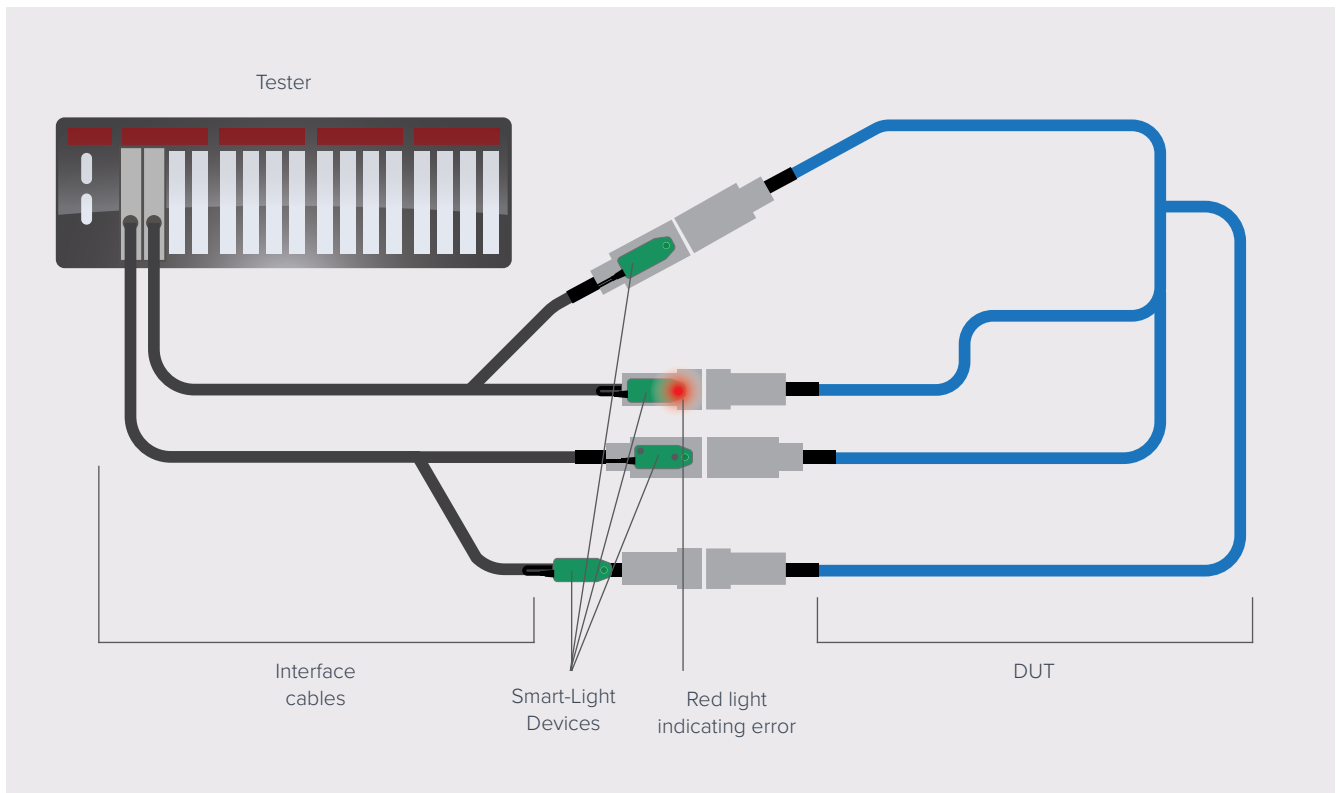 Tester
Interface
cables
Smart-Light
Devices
Red light
indicating error
DUT